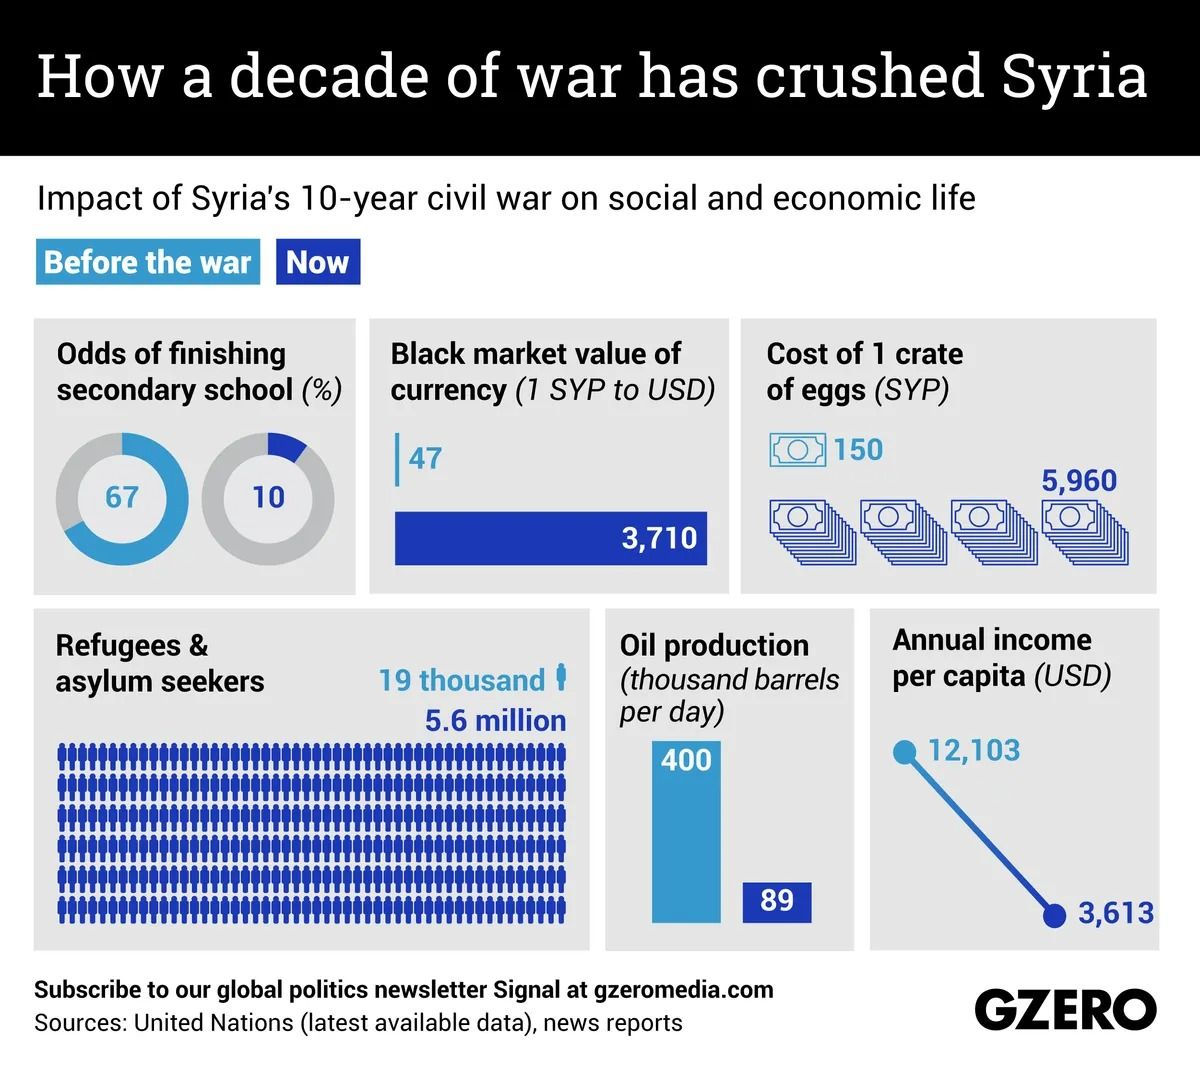 How a decade of war has crushed Syria
Impact of Syria's 10-year civil war on social and economic life
Before the war
Now
Odds of finishing
secondary school (%)
67
10
Black market value of
currency (1 SYP to USD)
47
3,710
Cost of 1 crate
of eggs (SYP)
150
5,960
Refugees &
asylum seekers
19 thousand
5.6 million
Oil production
(thousand barrels
per day)
400
89
Annual income
per capita (USD)
12,103
3,613
Subscribe to our global politics newsletter Signal at gzeromedia.com
Sources: United Nations (latest available data), news reports
GZERO